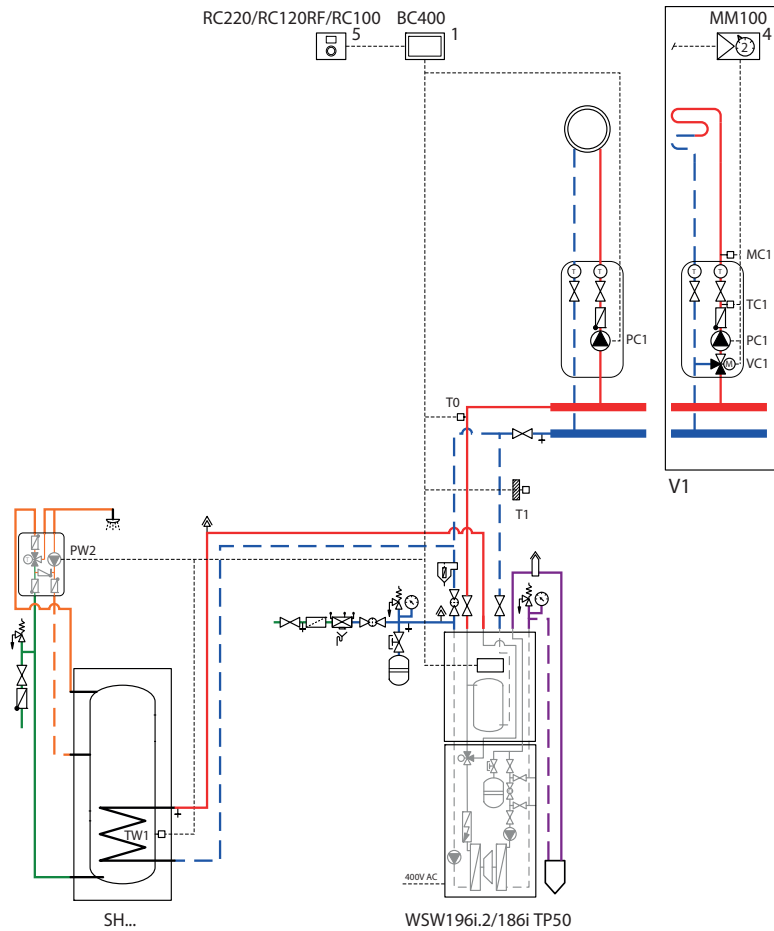 RC220/RC120RF/RC100 BC400
5 1
MM100
4
2
T T
T T
MC1
TC1
PC1
PC1
M
VC1
T0
V1
T1
PW2
T
TW1
400V AC
SH...
WSW196i.2/186i TP50